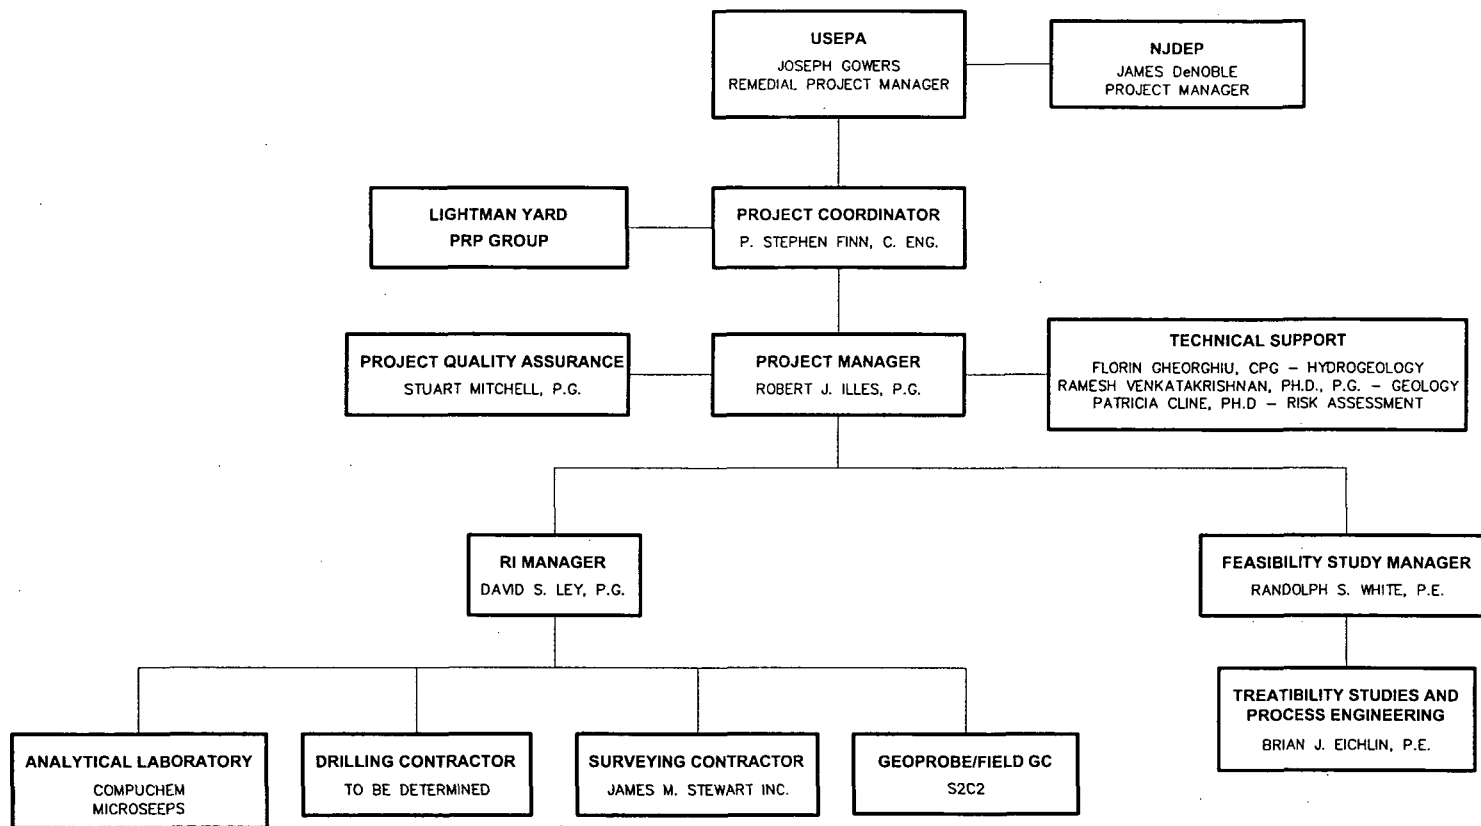 USEPA
JOSEPH GOWERS
REMEDIAL PROJECT MANAGER
NJDEP
JAMES DeNOBLE
PROJECT MANAGER
LIGHTMAN YARD
PRP GROUP
PROJECT COORDINATOR
P. STEPHEN FINN, C. ENG.
PROJECT QUALITY ASSURANCE
STUART MITCHELL, P.G.
PROJECT MANAGER
ROBERT J. ILLES, P.G.
TECHNICAL SUPPORT
FLORIN GHEORGHIU, CPG – HYDROGEOLOGY
RAMESH VENKATAKRISHNAN, PH.D., P.G. – GEOLOGY
PATRICIA CLINE, PH.D – RISK ASSESSMENT
RI MANAGER
DAVID S. LEY, P.G.
FEASIBILITY STUDY MANAGER
RANDOLPH S. WHITE, P.E.
TREATIBILITY STUDIES AND
PROCESS ENGINEERING
BRIAN J. EICHLIN, P.E.
ANALYTICAL LABORATORY
COMPUCHEM
MICROSEEPS
DRILLING CONTRACTOR
TO BE DETERMINED
SURVEYING CONTRACTOR
JAMES M. STEWART INC.
GEOPROBE/FIELD GC
S2C2